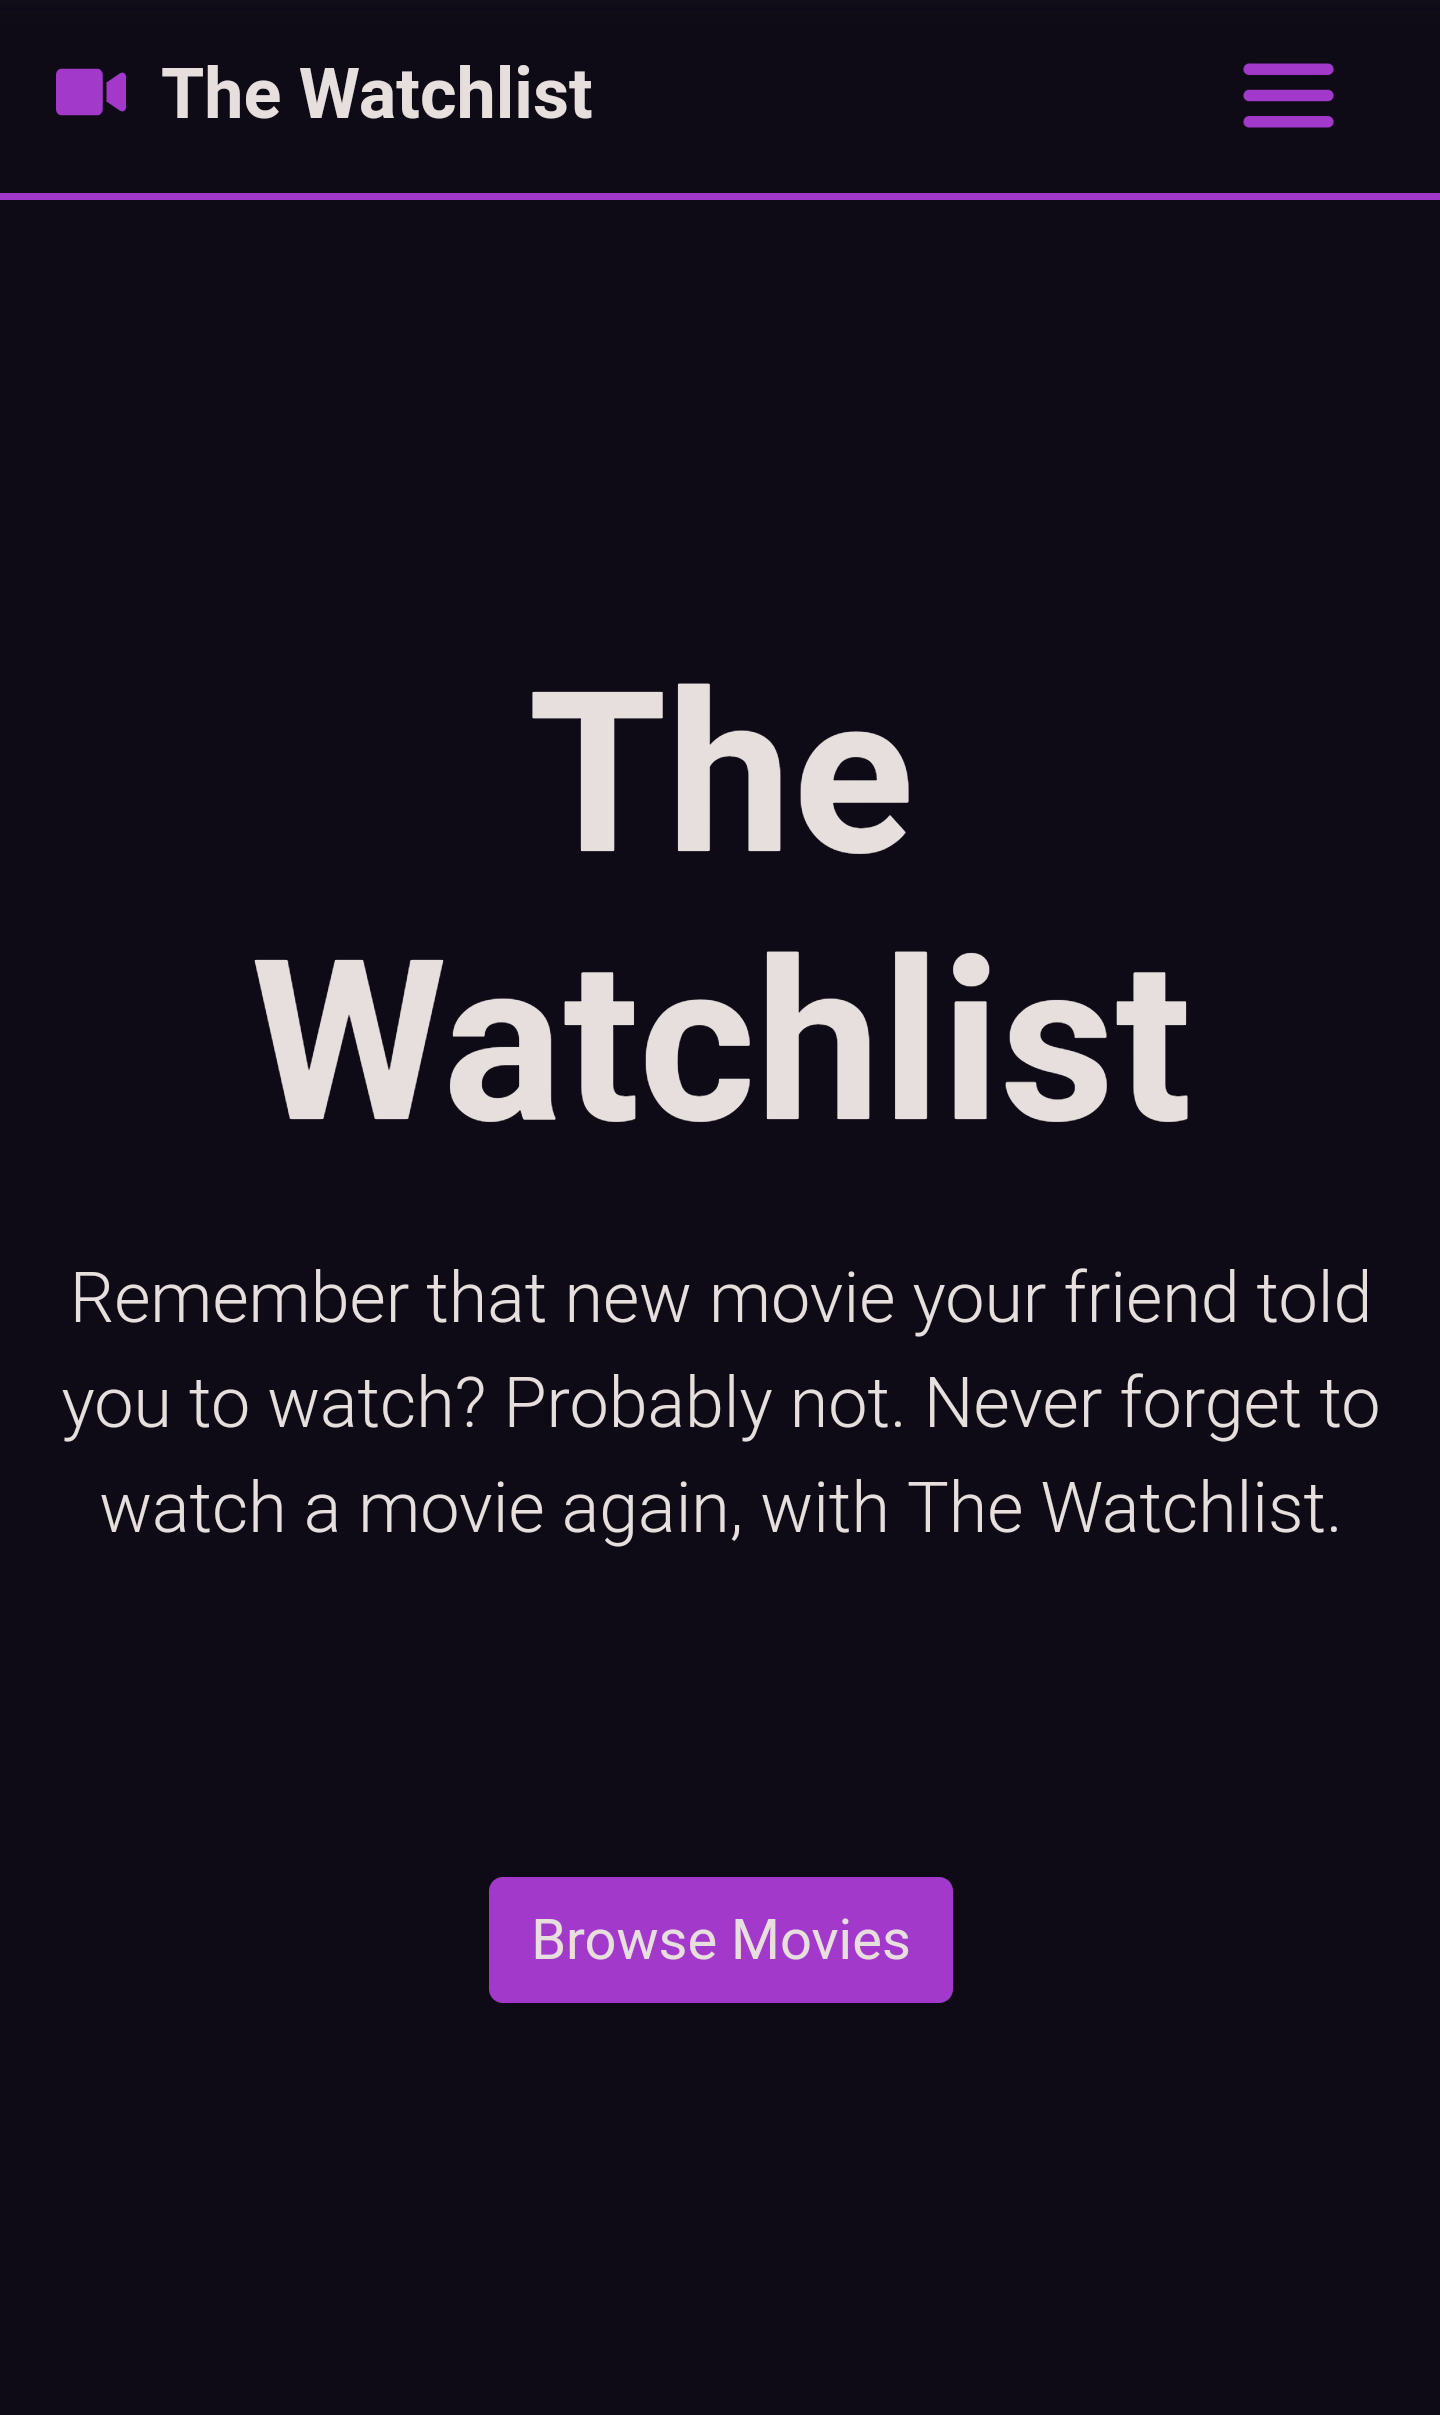 The Watchlist
The
Watchlist
Remember that new movie your friend told
you to watch? Probably not. Never forget to
watch a movie again, with The Watchlist.
Browse Movies